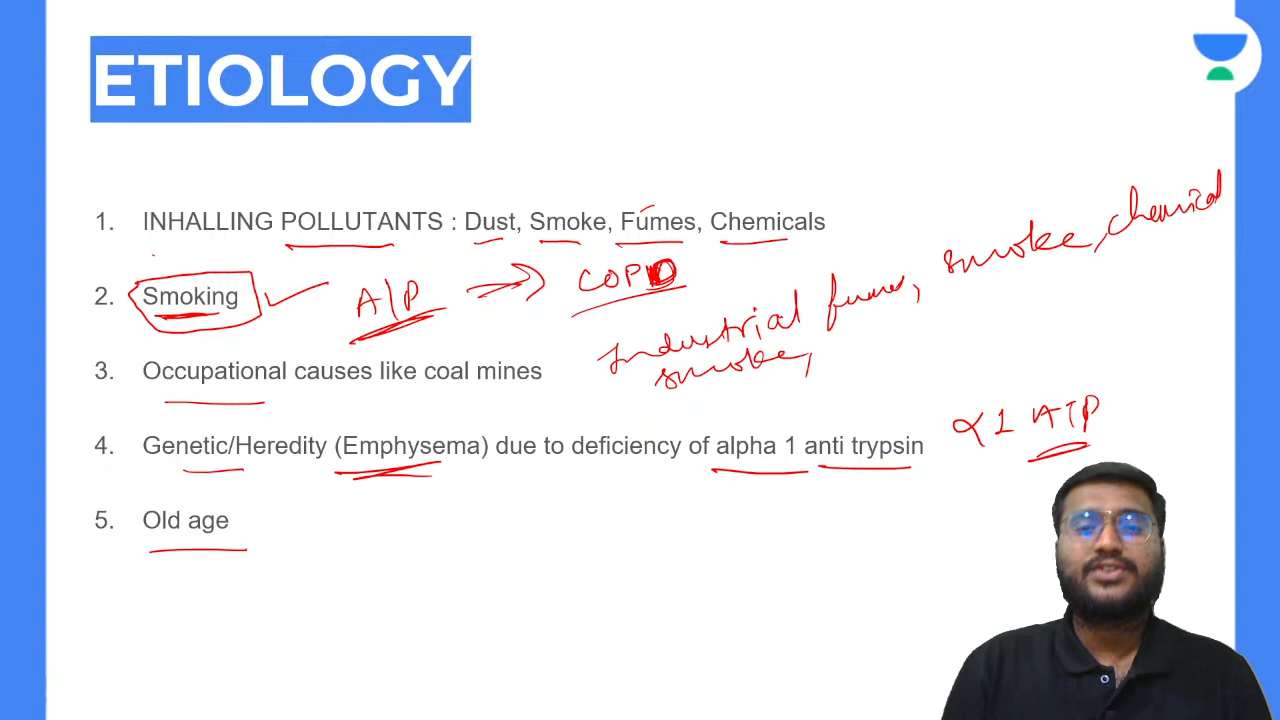 ETIOLOGY
1. INHALLING POLLUTANTS : Dust, Smoke, Fumes, Chemicals
2. Smoking
A/P
COPD
Industrial fumes, smoke, chemical
smoke,
3. Occupational causes like coal mines
4. Genetic/Heredity (Emphysema) due to deficiency of alpha 1 anti trypsin
α1 ATP
5. Old age